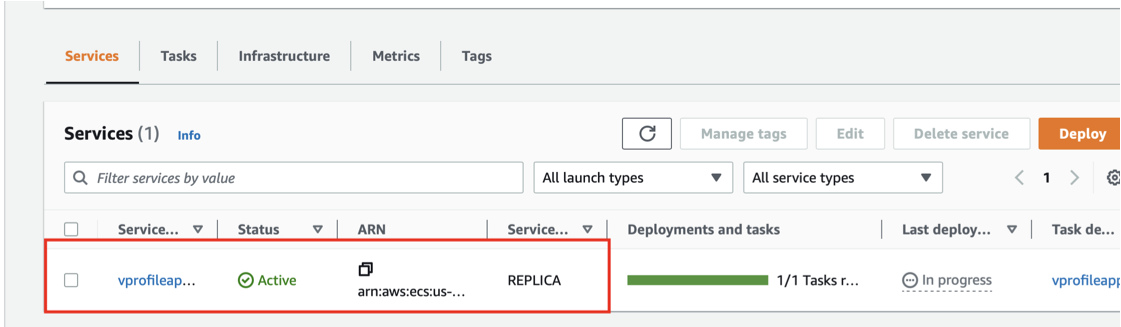 Services Tasks Infrastructure Metrics Tags
Services (1) Info Manage tags Edit Delete service Deploy
Filter services by value All launch types All service types 1
Service... Status ARN Service... Deployments and tasks Last deploy... Task de...
vprofileap... Active arn:aws:ecs:us-... REPLICA 1/1 Tasks r... In progress vprofileapp